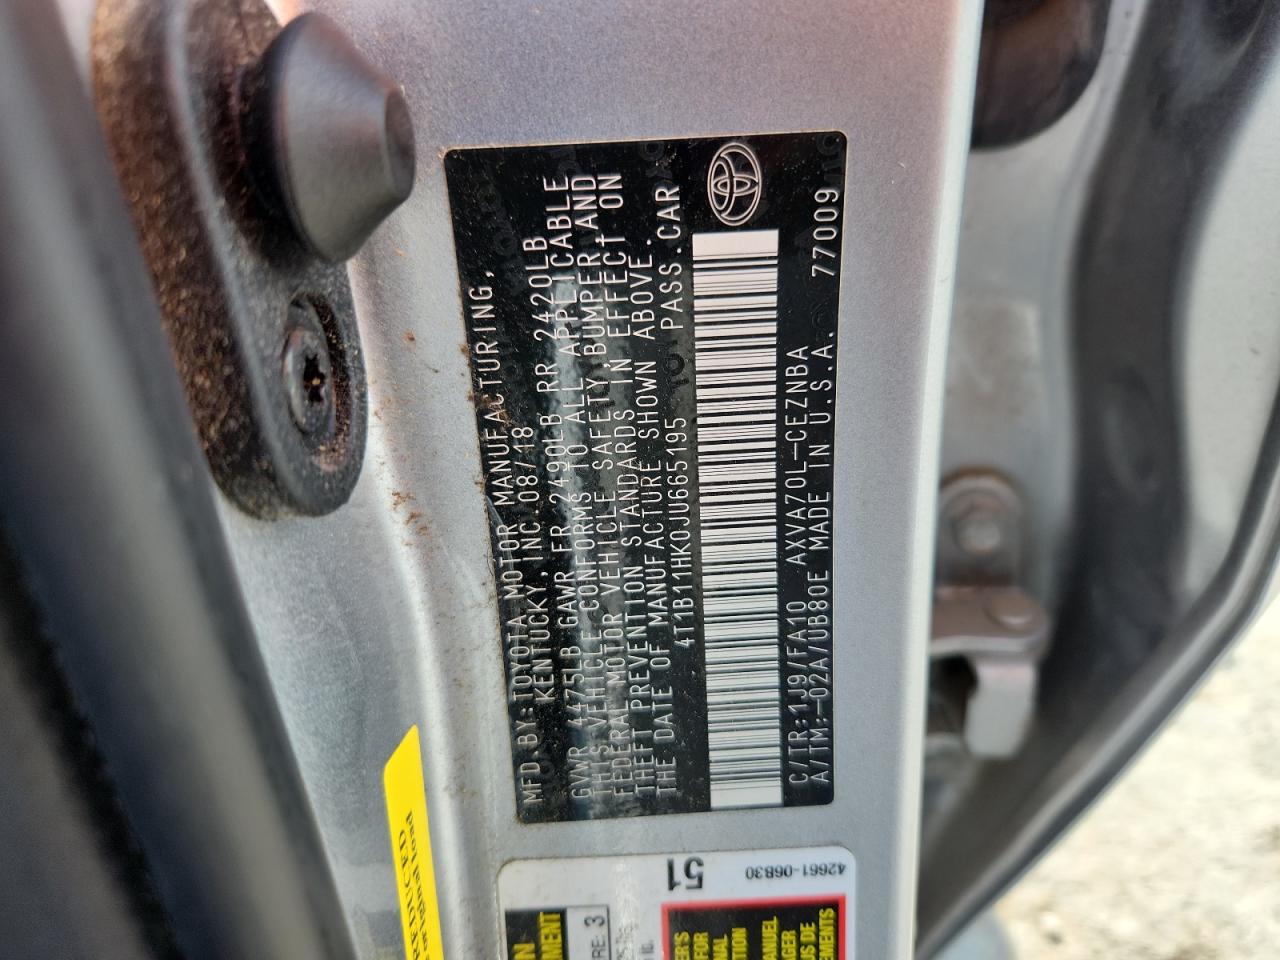 MFD.BY:TOYOTA MOTOR MANUFACTURING,
KENTUCKY,INC.08/18
GVWR 4475LB GAWR FR 2490LB RR 2420LB
THIS VEHICLE CONFORMS TO ALL APPLICABLE
FEDERAL MOTOR VEHICLE SAFETY,BUMPER,AND
THEFT PREVENTION STANDARDS IN EFFECT ON
THE DATE OF MANUFACTURE SHOWN ABOVE.
4T1B11HK0JU665195 PASS.CAR
C/TR:1J9/FA10 AXVA70L-CEZNBA
A/TM:-02A/UB80E MADE IN U.S.A. 77009
REDUCED
original load
51
42661-06B30